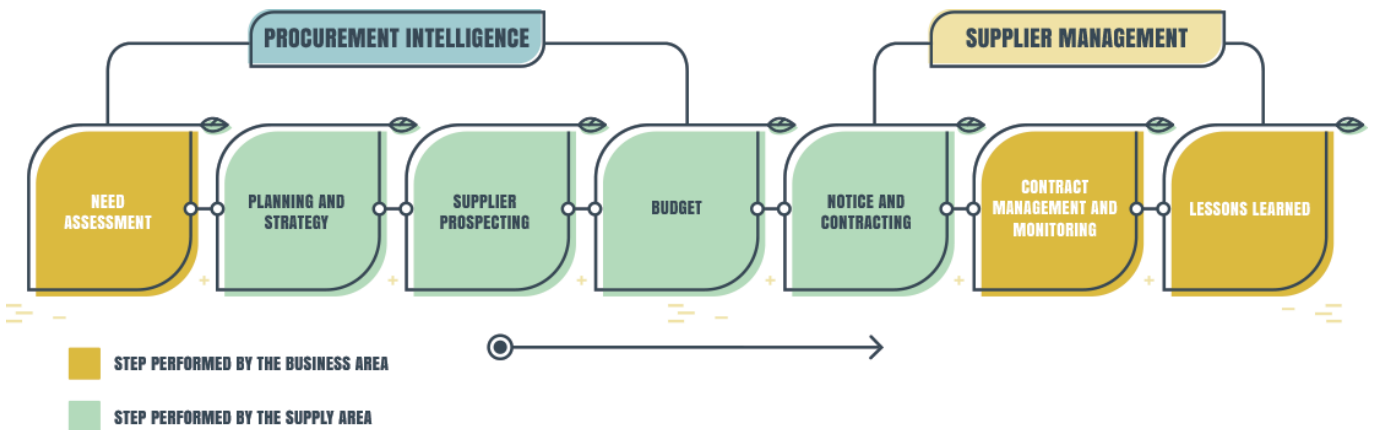 PROCUREMENT INTELLIGENCE
SUPPLIER MANAGEMENT
NEED
ASSESSMENT
PLANNING AND
STRATEGY
SUPPLIER
PROSPECTING
BUDGET
NOTICE AND
CONTRACTING
CONTRACT
MANAGEMENT AND
MONITORING
LESSONS LEARNED
STEP PERFORMED BY THE BUSINESS AREA
STEP PERFORMED BY THE SUPPLY AREA